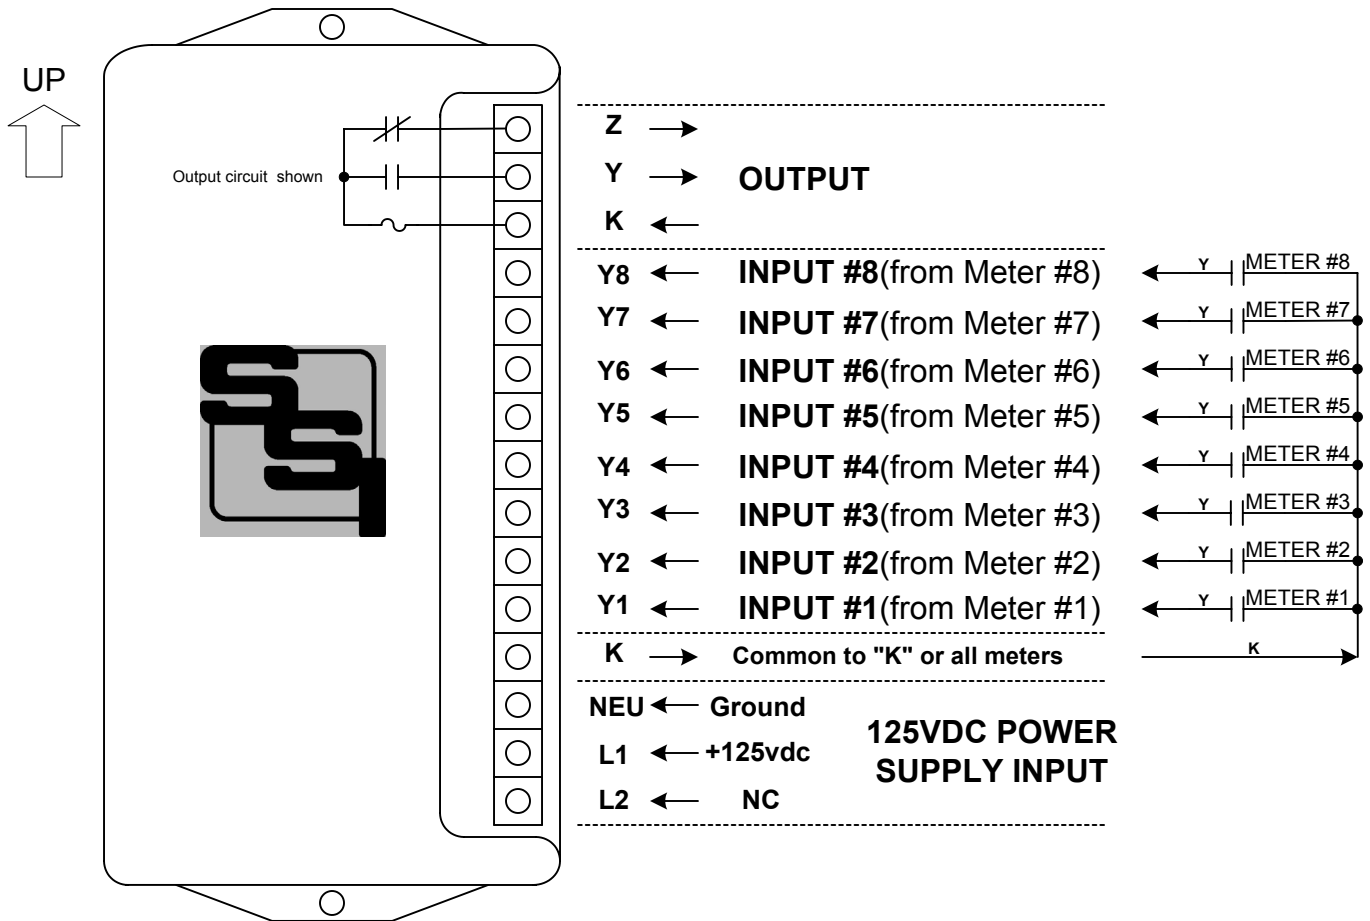 UP
Output circuit shown
Z
Y
OUTPUT
K
Y8 INPUT #8(from Meter #8) Y METER #8
Y7 INPUT #7(from Meter #7) Y METER #7
Y6 INPUT #6(from Meter #6) Y METER #6
Y5 INPUT #5(from Meter #5) Y METER #5
Y4 INPUT #4(from Meter #4) Y METER #4
Y3 INPUT #3(from Meter #3) Y METER #3
Y2 INPUT #2(from Meter #2) Y METER #2
Y1 INPUT #1(from Meter #1) Y METER #1
K Common to "K" or all meters K
NEU Ground
L1 +125vdc
L2 NC
125VDC POWER
SUPPLY INPUT
SSI